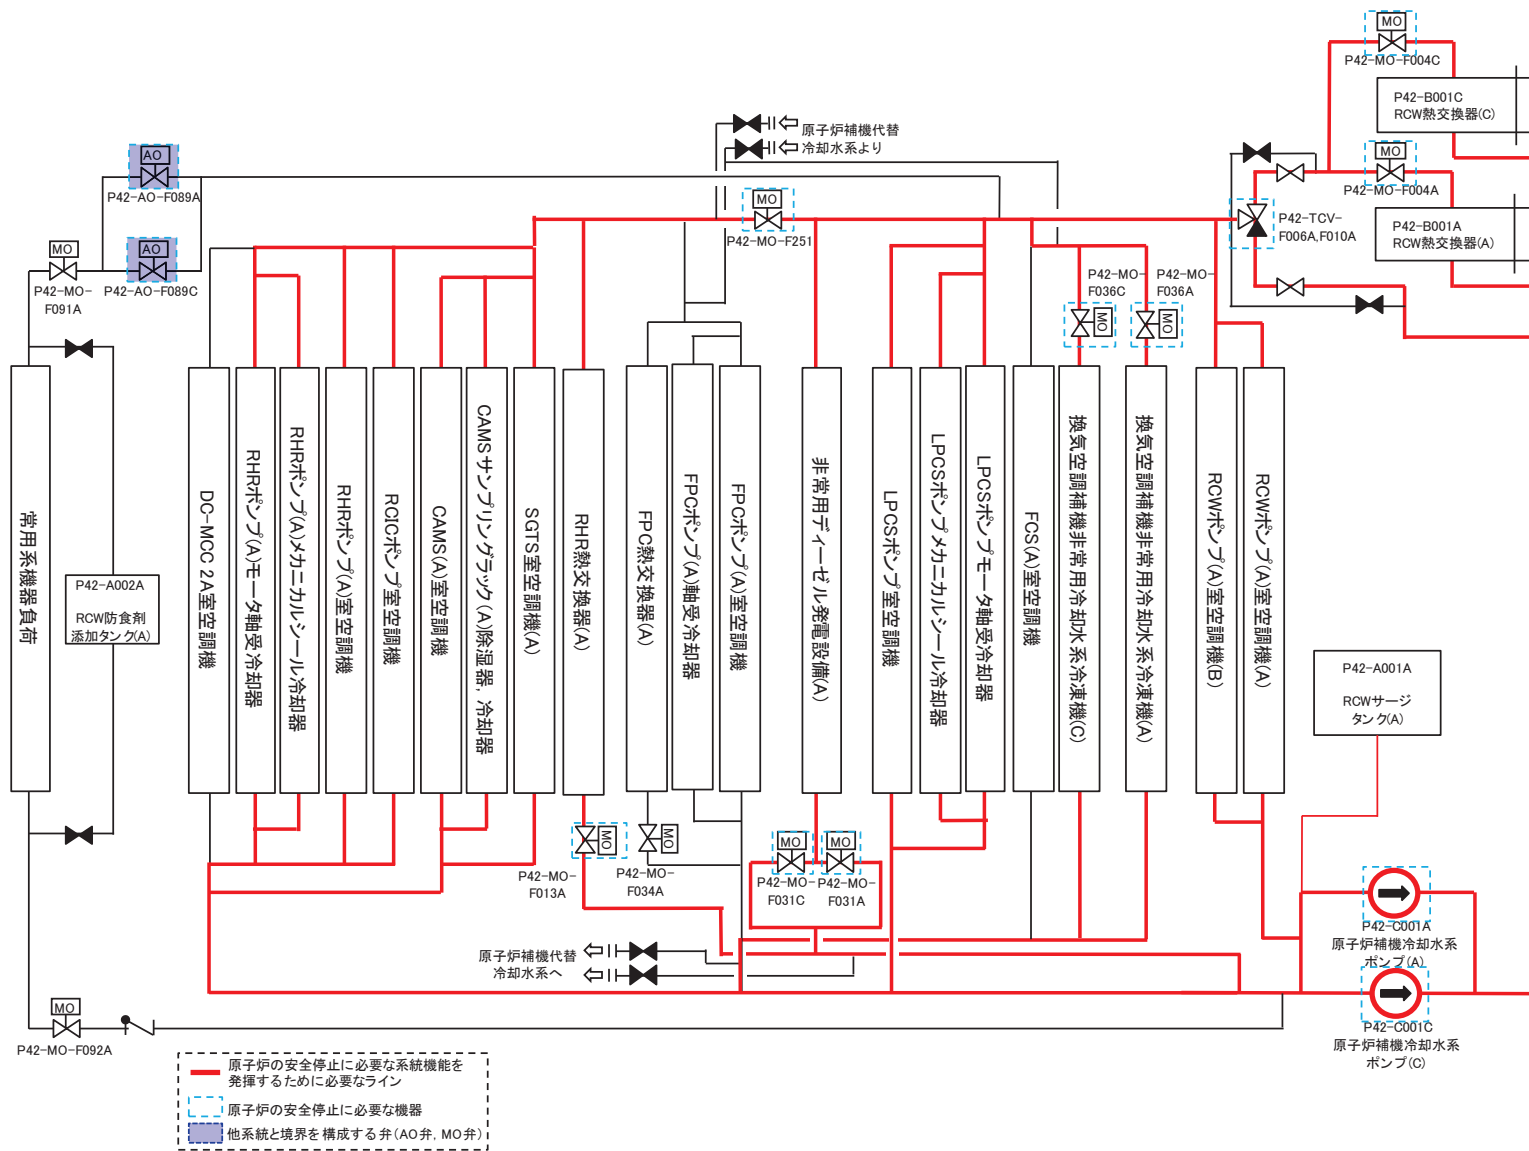 MO
P42-MO-F004C
P42-B001C
RCW熱交換器(C)
原子炉補機代替
冷却水系より
AO
P42-AO-F089A
MO
P42-MO-F004A
MO
P42-MO-F251
P42-TCV-
F006A,F010A
P42-B001A
RCW熱交換器(A)
MO
P42-MO-
F091A
AO
P42-AO-F089C
P42-MO-
F036C
MO
P42-MO-
F036A
MO
常用系機器負荷
P42-A002A
RCW防食剤
添加タンク(A)
DC-MCC 2A室空調機
RHRポンプ(A)モータ軸受冷却器
RHRポンプ(A)メカニカルシール冷却器
RHRポンプ(A)室空調機
RCICポンプ室空調機
CAMS(A)室空調機
CAMSサンプリングラック(A)除湿器, 冷却器
SGTS室空調機(A)
RHR熱交換器(A)
FPC熱交換器(A)
FPCポンプ(A)軸受冷却器
FPCポンプ(A)室空調機
非常用ディーゼル発電設備(A)
LPCSポンプ室空調機
LPCSポンプメカニカルシール冷却器
LPCSポンプモータ軸受冷却器
FCS(A)室空調機
換気空調補機非常用冷却水系冷凍機(C)
換気空調補機非常用冷却水系冷凍機(A)
RCWポンプ(A)室空調機(B)
RCWポンプ(A)室空調機(A)
P42-A001A
RCWサージ
タンク(A)
MO
P42-MO-
F013A
MO
P42-MO-
F034A
MO
P42-MO-
F031C
MO
P42-MO-
F031A
P42-C001A
原子炉補機冷却水系
ポンプ(A)
原子炉補機代替
冷却水系へ
P42-C001C
原子炉補機冷却水系
ポンプ(C)
MO
P42-MO-F092A
原子炉の安全停止に必要な系統機能を
発揮するために必要なライン
原子炉の安全停止に必要な機器
他系統と境界を構成する弁(AO弁, MO弁)